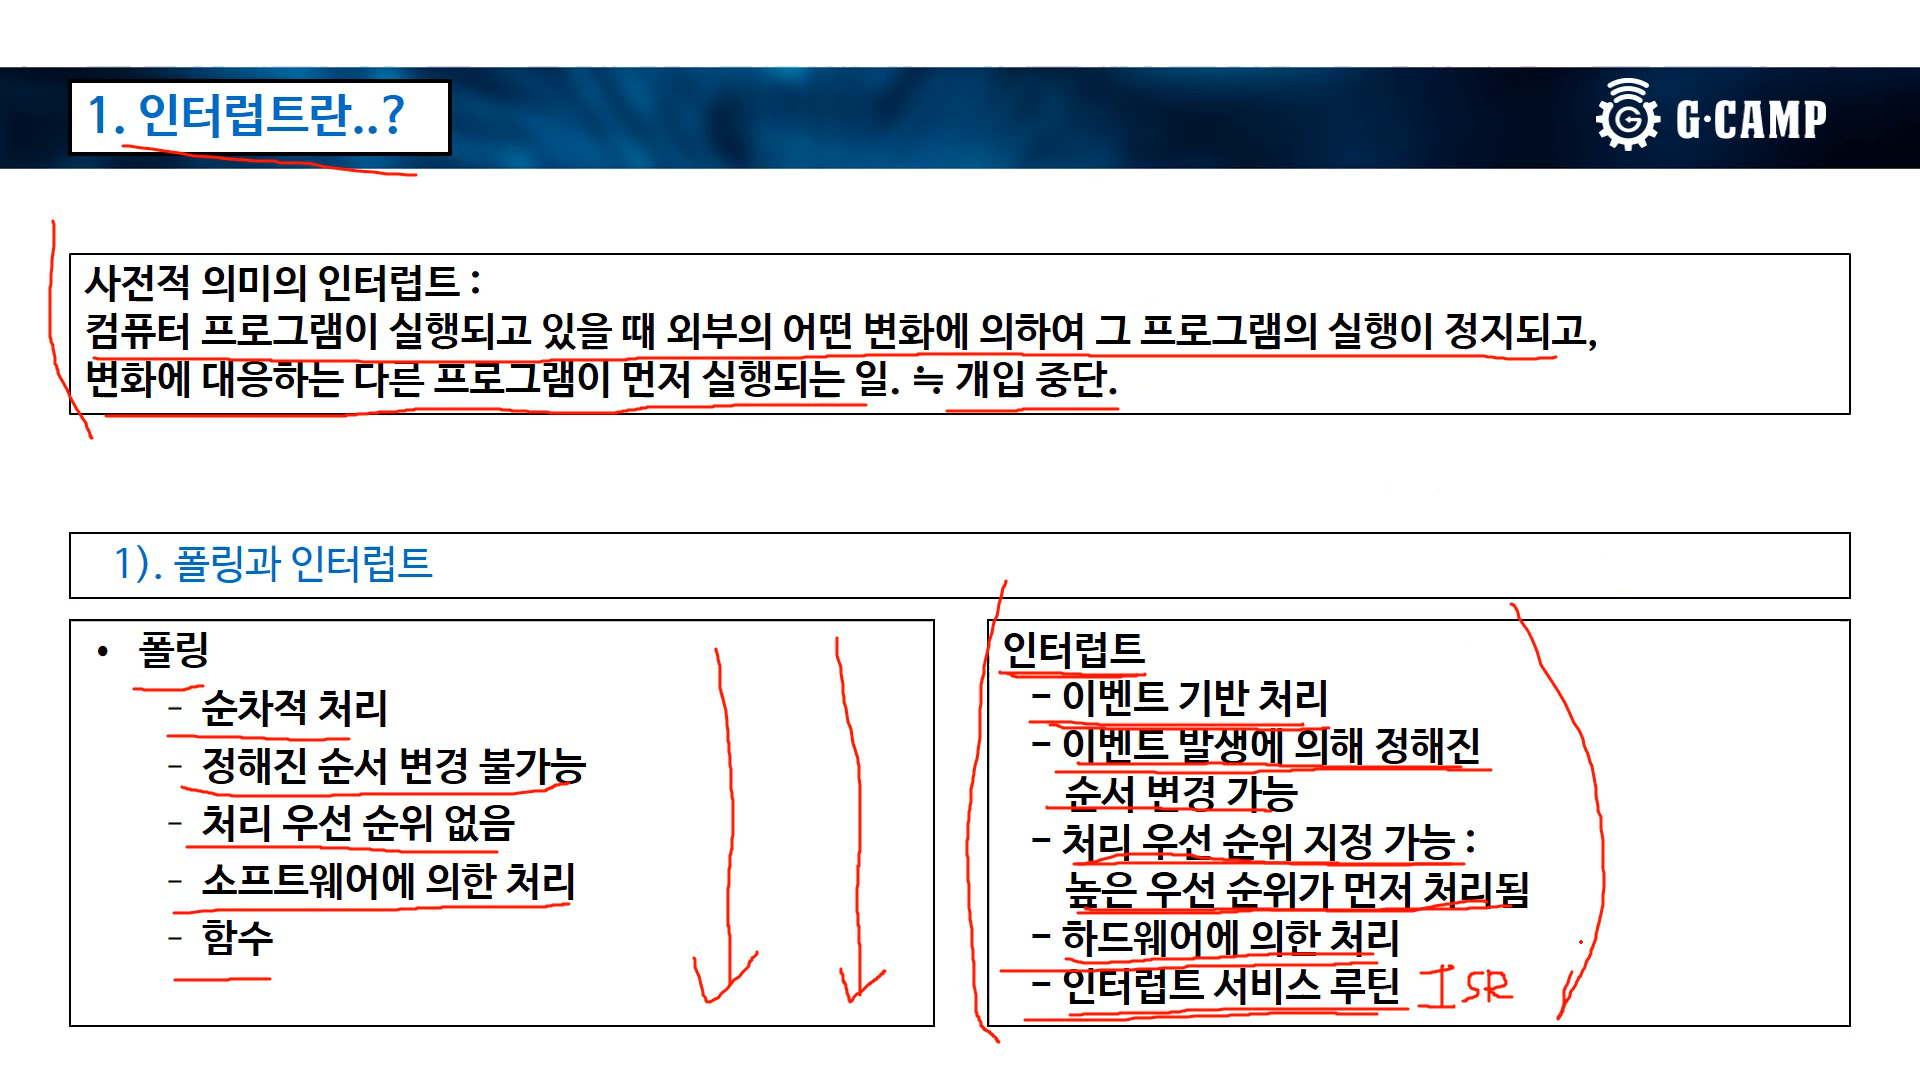 1. 인터럽트란..?
G·CAMP
사전적 의미의 인터럽트 :
컴퓨터 프로그램이 실행되고 있을 때 외부의 어떤 변화에 의하여 그 프로그램의 실행이 정지되고,
변화에 대응하는 다른 프로그램이 먼저 실행되는 일. ≒ 개입 중단.
1). 폴링과 인터럽트
• 폴링
- 순차적 처리
- 정해진 순서 변경 불가능
- 처리 우선 순위 없음
- 소프트웨어에 의한 처리
- 함수
인터럽트
- 이벤트 기반 처리
- 이벤트 발생에 의해 정해진
순서 변경 가능
- 처리 우선 순위 지정 가능 :
높은 우선 순위가 먼저 처리됨
- 하드웨어에 의한 처리
- 인터럽트 서비스 루틴 ISR